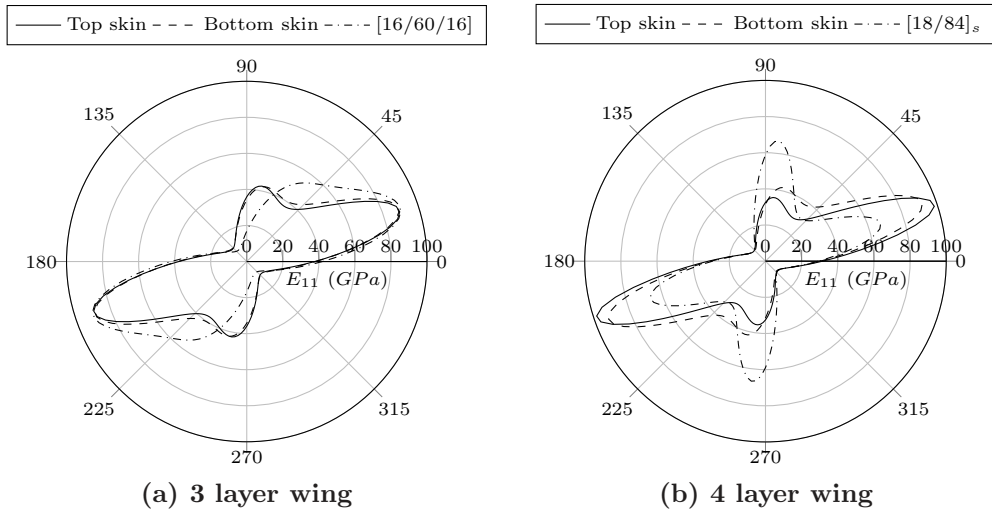 Top skin Bottom skin [16/60/16]
90
135 45
180 0 20 40 60 80 100 0
E11 (GPa)
225 315
270
(a) 3 layer wing
Top skin Bottom skin [18/84]s
90
135 45
180 0 20 40 60 80 100 0
E11 (GPa)
225 315
270
(b) 4 layer wing